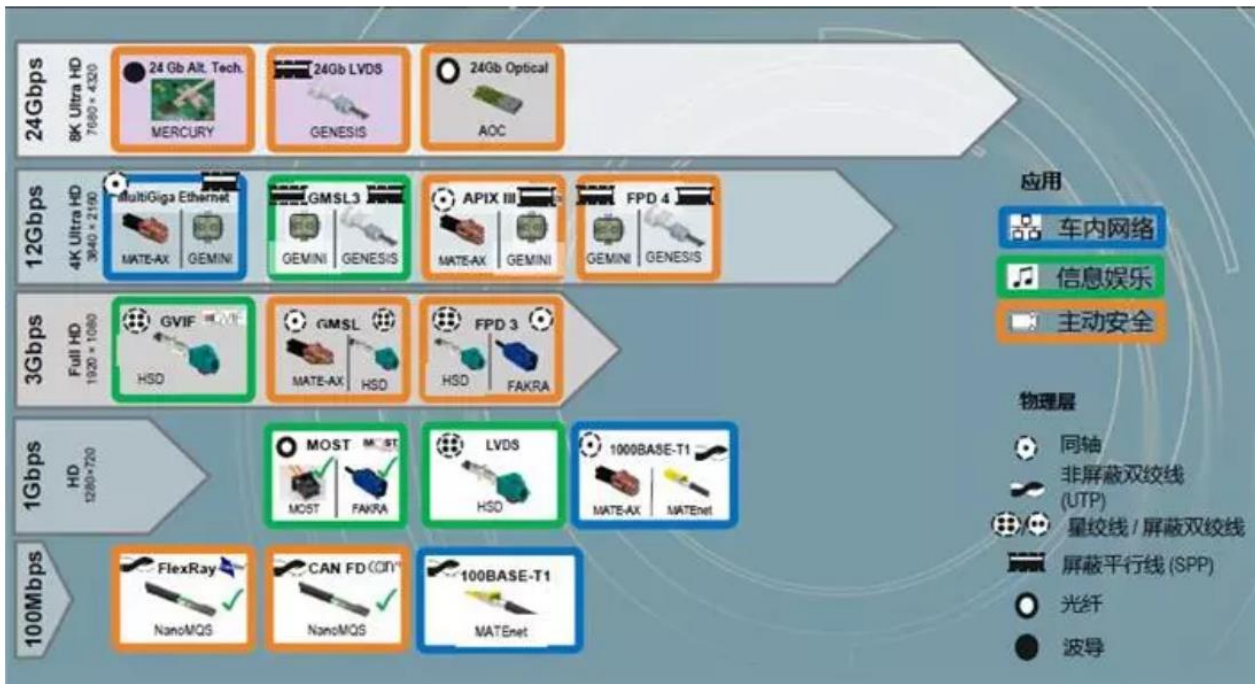 24Gbps
8K Ultra HD
7680 × 4320
24 Gb Alt. Tech.
MERCURY
24Gb LVDS
GENESIS
24Gb Optical
AOC
12Gbps
4K Ultra HD
3840 × 2160
MultiGiga Ethernet
MATE-AX
GEMINI
GMSL3
GEMINI
GENESIS
APIX III
MATE-AX
GEMINI
FPD 4
GEMINI
GENESIS
3Gbps
Full HD
1920 × 1080
GVIF
GVIF
HSD
GMSL
MATE-AX
HSD
FPD 3
HSD
FAKRA
1Gbps
HD
1280×720
MOST
MOST
MOST
FAKRA
LVDS
HSD
1000BASE-T1
MATE-AX
MATEnet
100Mbps
FlexRay
NanoMQS
CAN FD
can
NanoMQS
100BASE-T1
MATEnet
应用
车内网络
信息娱乐
主动安全
物理层
同轴
非屏蔽双绞线
(UTP)
星绞线 / 屏蔽双绞线
屏蔽平行线 (SPP)
光纤
波导